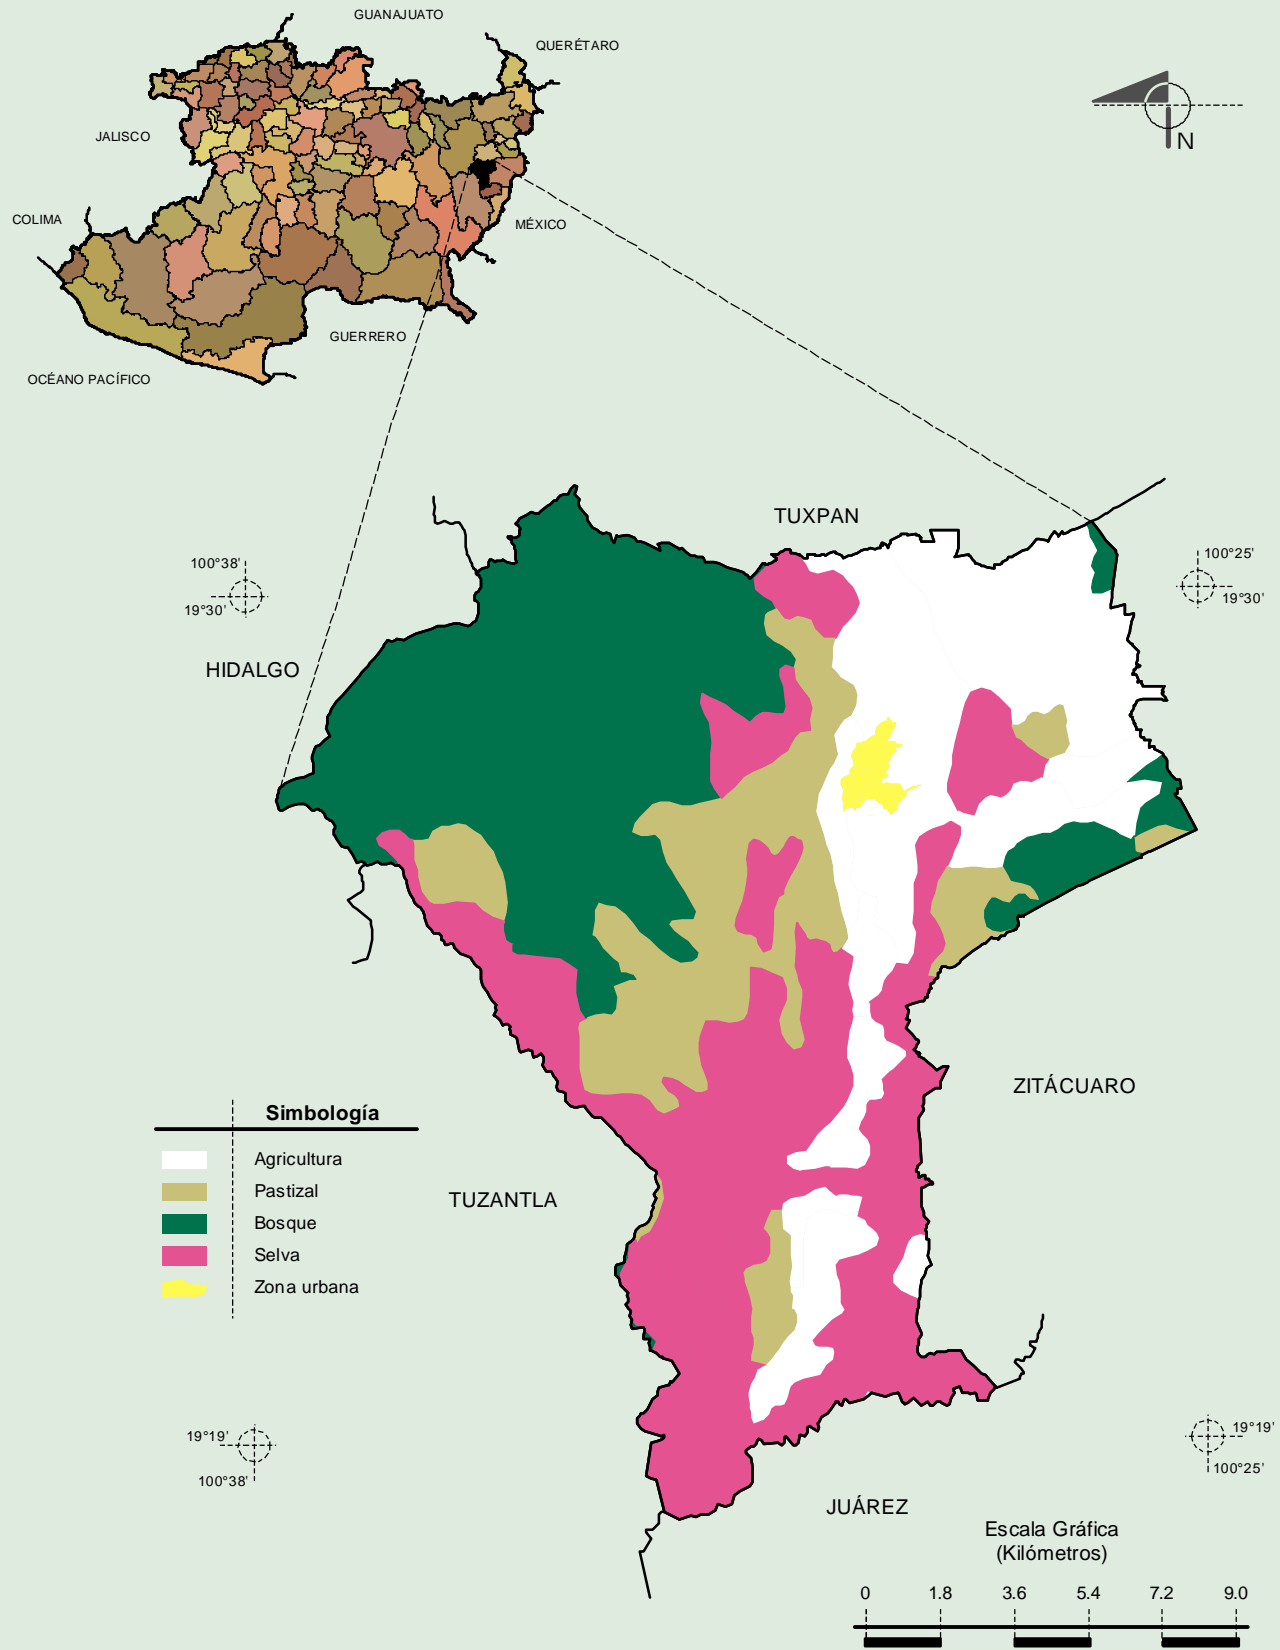 GUANAJUATO
QUERÉTARO
JALISCO
N
COLIMA
MÉXICO
GUERRERO
OCÉANO PACÍFICO
TUXPAN
100°38'
19°30'
100°25'
19°30'
HIDALGO
ZITÁCUARO
Simbología
Agricultura
Pastizal
Bosque
Selva
Zona urbana
TUZANTLA
19°19'
100°38'
19°19'
100°25'
JUÁREZ
Escala Gráfica
(Kilómetros)
0 1.8 3.6 5.4 7.2 9.0